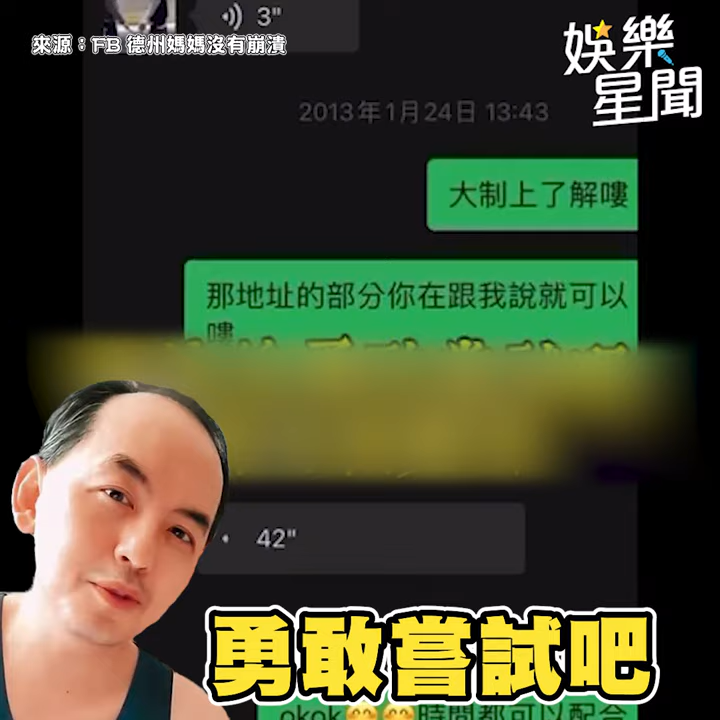 3"
來源：FB 德州媽媽沒有崩潰
娛樂
星聞
2013年1月24日 13:43
大制上了解嘍
那地址的部分你在跟我說就可以
嘍
42"
勇敢嘗試吧
okok😊😊時間都可以配合